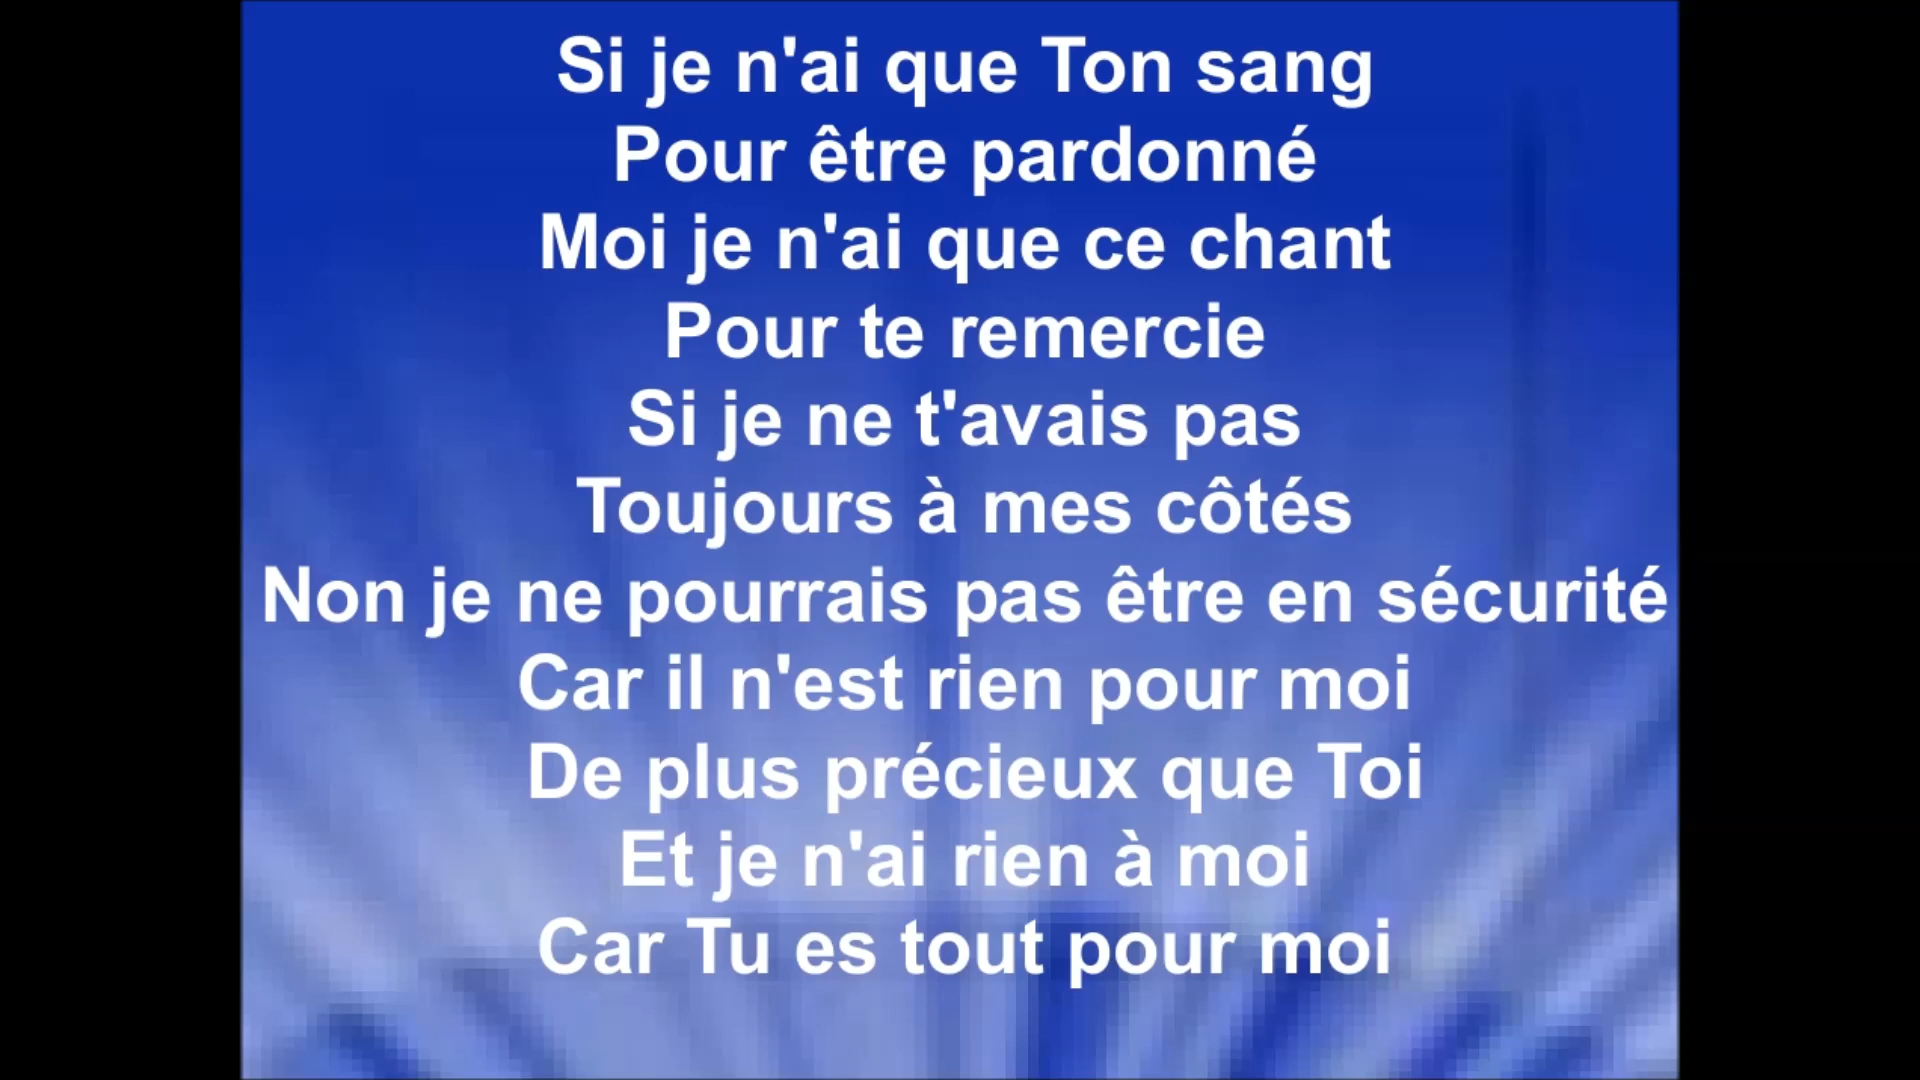 Si je n'ai que Ton sang
Pour être pardonné
Moi je n'ai que ce chant
Pour te remercie
Si je ne t'avais pas
Toujours à mes côtés
Non je ne pourrais pas être en sécurité
Car il n'est rien pour moi
De plus précieux que Toi
Et je n'ai rien à moi
Car Tu es tout pour moi